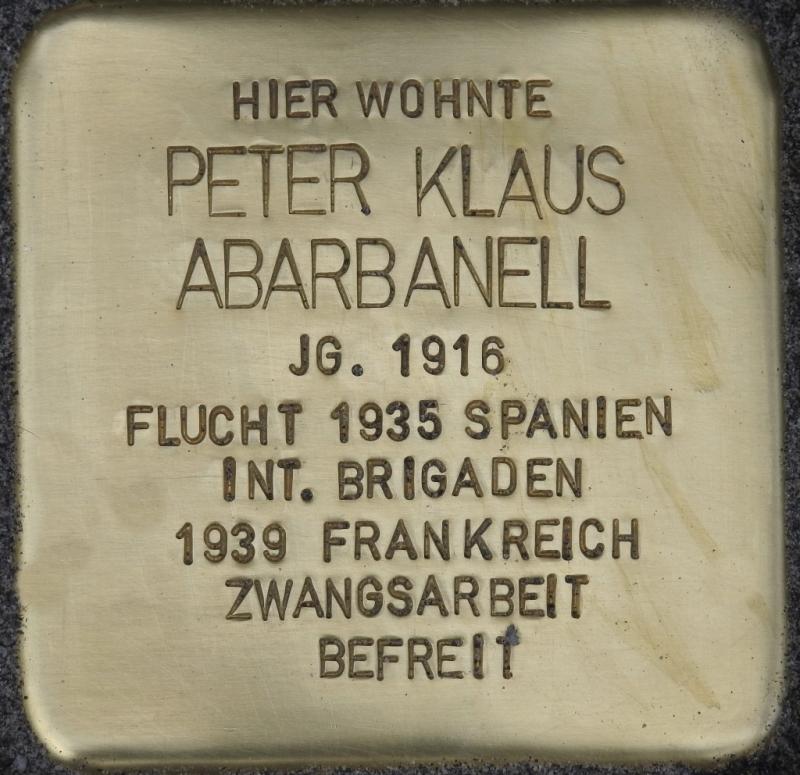 HIER WOHNTE
PETER KLAUS
ABARBANELL
JG. 1916
FLUCHT 1935 SPANIEN
INT. BRIGADEN
1939 FRANKREICH
ZWANGSARBEIT
BEFREIT